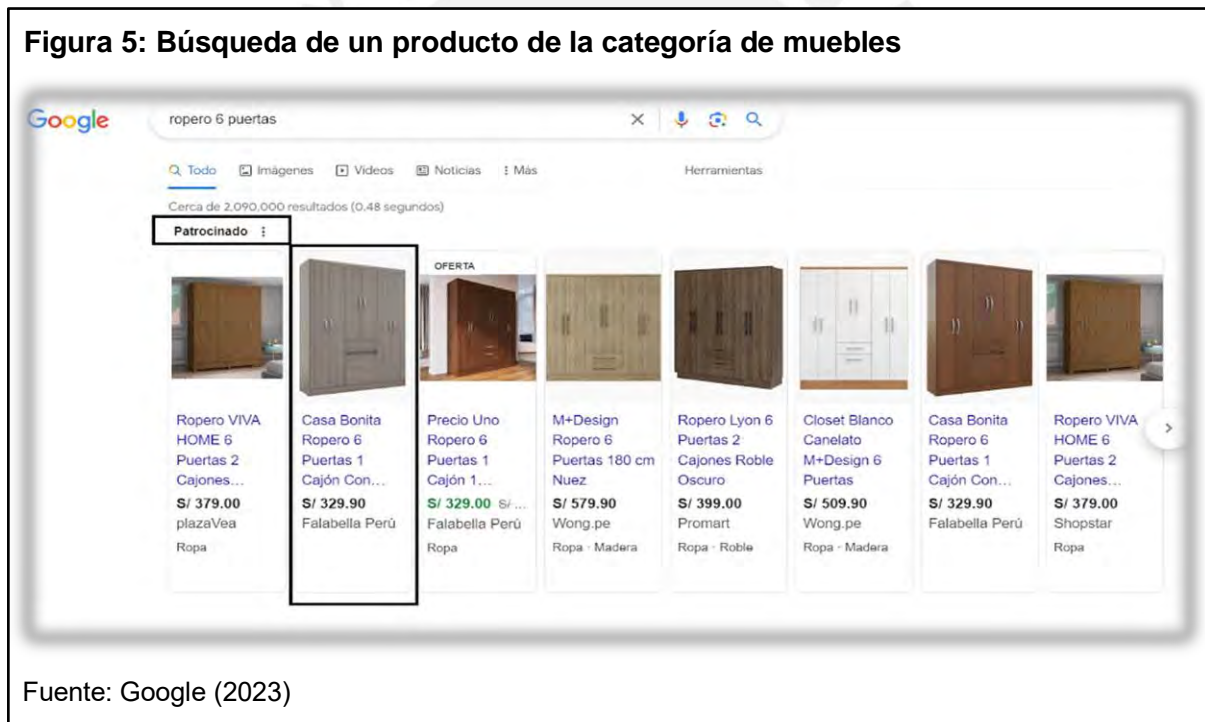 Figura 5: Búsqueda de un producto de la categoría de muebles
Google
ropero 6 puertas
Todo
Imágenes
Vídeos
Noticias
Más
Herramientas
Cerca de 2,090,000 resultados (0.48 segundos)
Patrocinado
Ropero VIVA
HOME 6
Puertas 2
Cajones...
S/ 379.00
plazaVea
Ropa
Casa Bonita
Ropero 6
Puertas 1
Cajón Con...
S/ 329.90
Falabella Perú
OFERTA
Precio Uno
Ropero 6
Puertas 1
Cajón 1...
S/ 329.00 S/ ...
Falabella Perú
Ropa
M+Design
Ropero 6
Puertas 180 cm
Nuez
S/ 579.90
Wong.pe
Ropa · Madera
Ropero Lyon 6
Puertas 2
Cajones Roble
Oscuro
S/ 399.00
Promart
Ropa · Roble
Closet Blanco
Canelato
M+Design 6
Puertas
S/ 509.90
Wong.pe
Ropa · Madera
Casa Bonita
Ropero 6
Puertas 1
Cajón Con...
S/ 329.90
Falabella Perú
Ropero VIVA
HOME 6
Puertas 2
Cajones...
S/ 379.00
Shopstar
Ropa
Fuente: Google (2023)